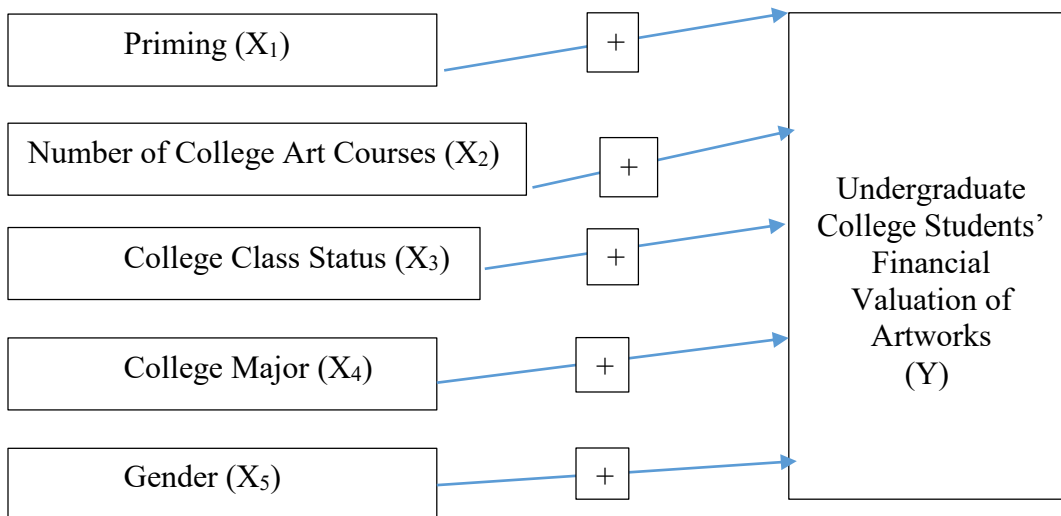 Priming (X₁)
+
Number of College Art Courses (X₂)
+
College Class Status (X₃)
+
College Major (X₄)
+
Gender (X₅)
+
Undergraduate
College Students’
Financial
Valuation of
Artworks
(Y)